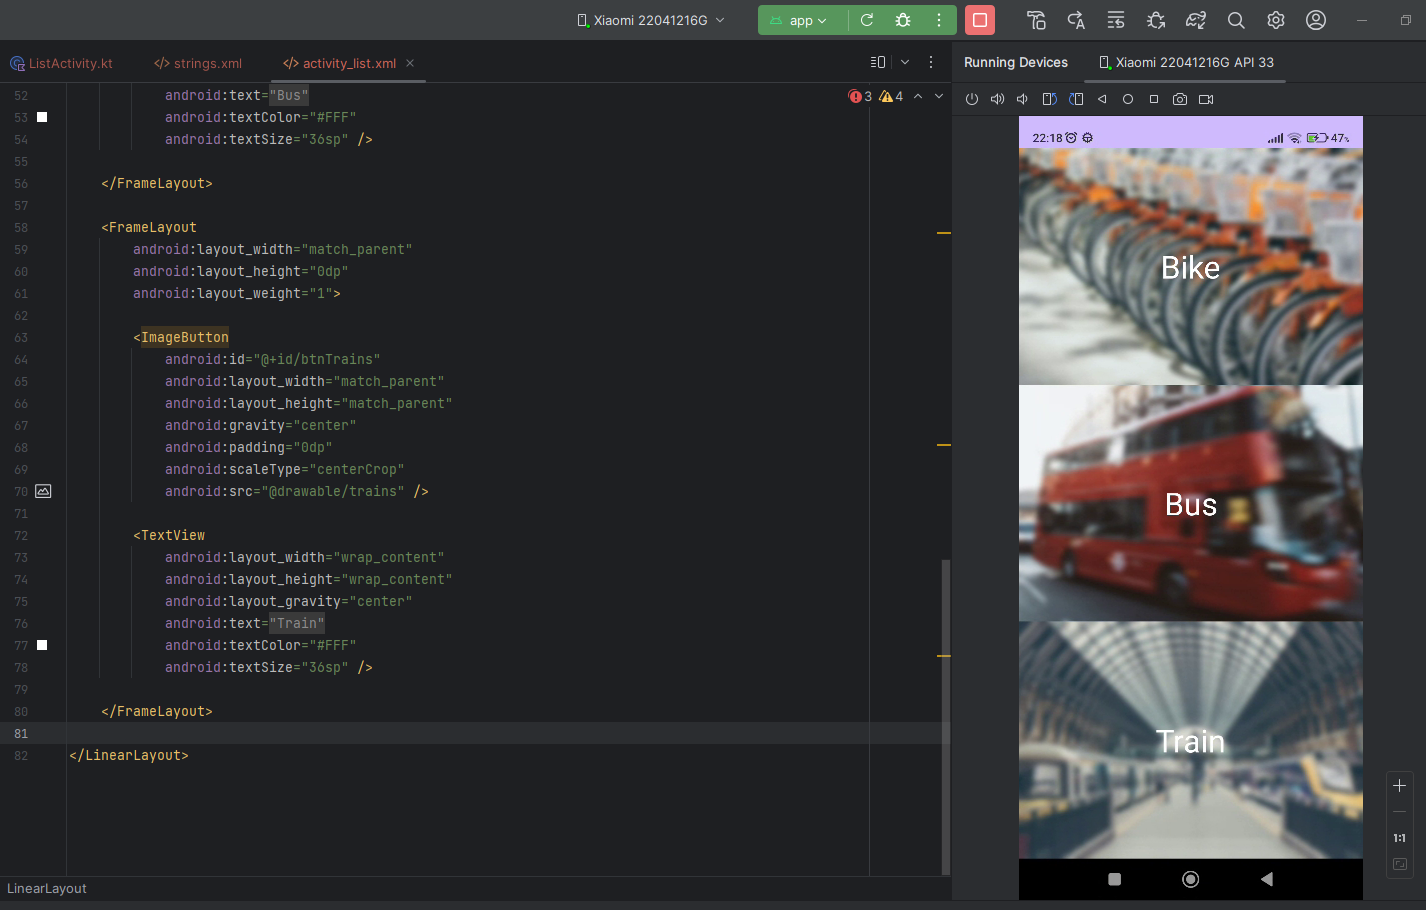 Xiaomi 22041216G
app
ListActivity.kt
strings.xml
activity_list.xml
Running Devices
Xiaomi 22041216G API 33
3 4
52 android:text="Bus"
53 android:textColor="#FFF"
54 android:textSize="36sp" />
55
56 </FrameLayout>
57
58 <FrameLayout
59 android:layout_width="match_parent"
60 android:layout_height="0dp"
61 android:layout_weight="1">
62
63 <ImageButton
64 android:id="@+id/btnTrains"
65 android:layout_width="match_parent"
66 android:layout_height="match_parent"
67 android:gravity="center"
68 android:padding="0dp"
69 android:scaleType="centerCrop"
70 android:src="@drawable/trains" />
71
72 <TextView
73 android:layout_width="wrap_content"
74 android:layout_height="wrap_content"
75 android:layout_gravity="center"
76 android:text="Train"
77 android:textColor="#FFF"
78 android:textSize="36sp" />
79
80 </FrameLayout>
81
82 </LinearLayout>
LinearLayout
22:18
47%
Bike
Bus
Train
1:1